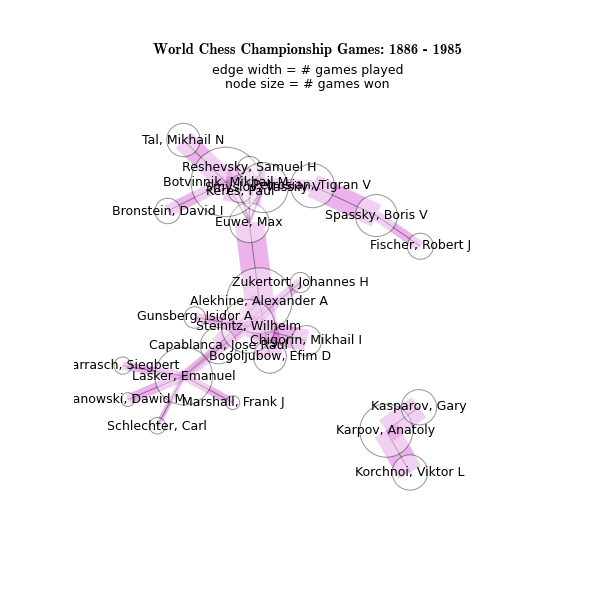 World Chess Championship Games: 1886 - 1985
edge width = # games played
node size = # games won
Tal, Mikhail N
Reshevsky, Samuel H
Botvinnik, Mikhail M
Petrosian, Tigran V
Smyslov, Vassily V
Keres, Paul
Bronstein, David I
Spassky, Boris V
Euwe, Max
Fischer, Robert J
Zukertort, Johannes H
Alekhine, Alexander A
Gunsberg, Isidor A
Steinitz, Wilhelm
Chigorin, Mikhail I
Capablanca, Jose Raul
Bogoljubow, Efim D
arrasch, Siegbert
Lasker, Emanuel
anowski, Dawid M
Marshall, Frank J
Schlechter, Carl
Kasparov, Gary
Karpov, Anatoly
Korchnoi, Viktor L